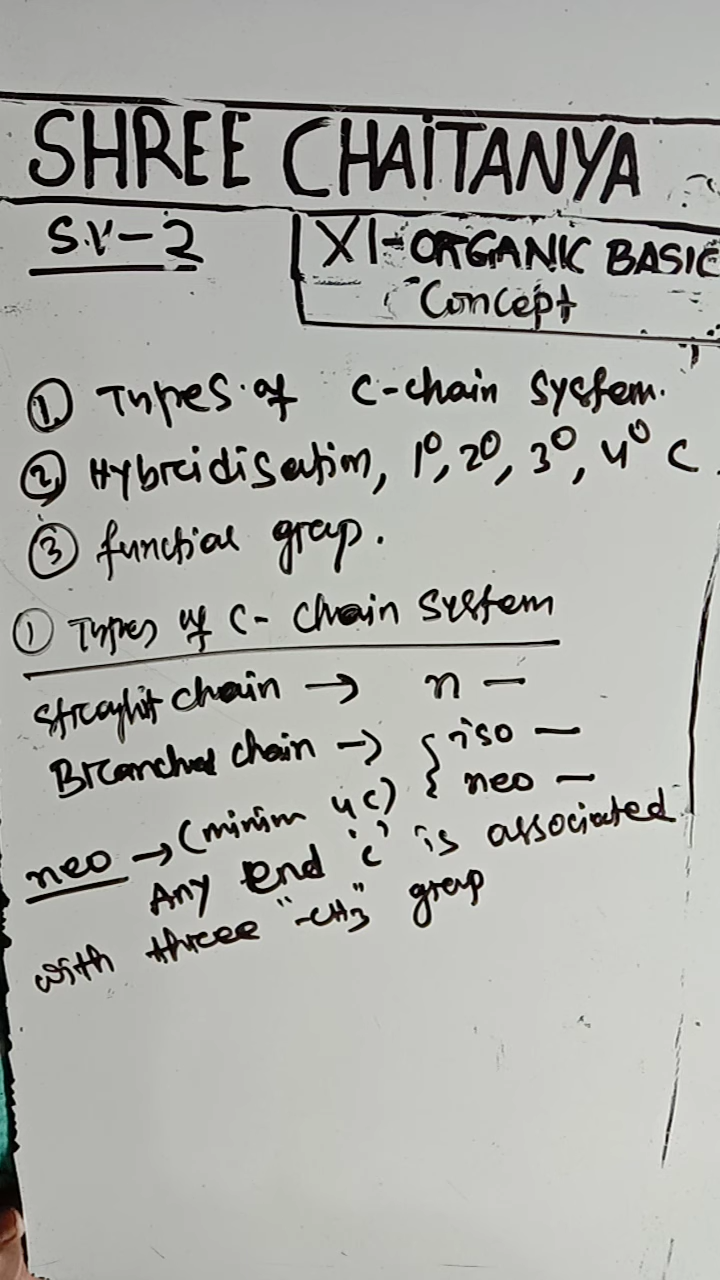 SHREE CHAITANYA
S.V-2
XI-ORGANIC BASIC
Concept
① Types of C-chain system.
② Hybreidisation, 1°, 2°, 3°, 4° C
③ functional group.
① Types of C- chain system
straight chain → n —
Branched chain → { iso —
neo —
neo → (minim 4C)
Any end 'c' is associated
with three "-CH3" group